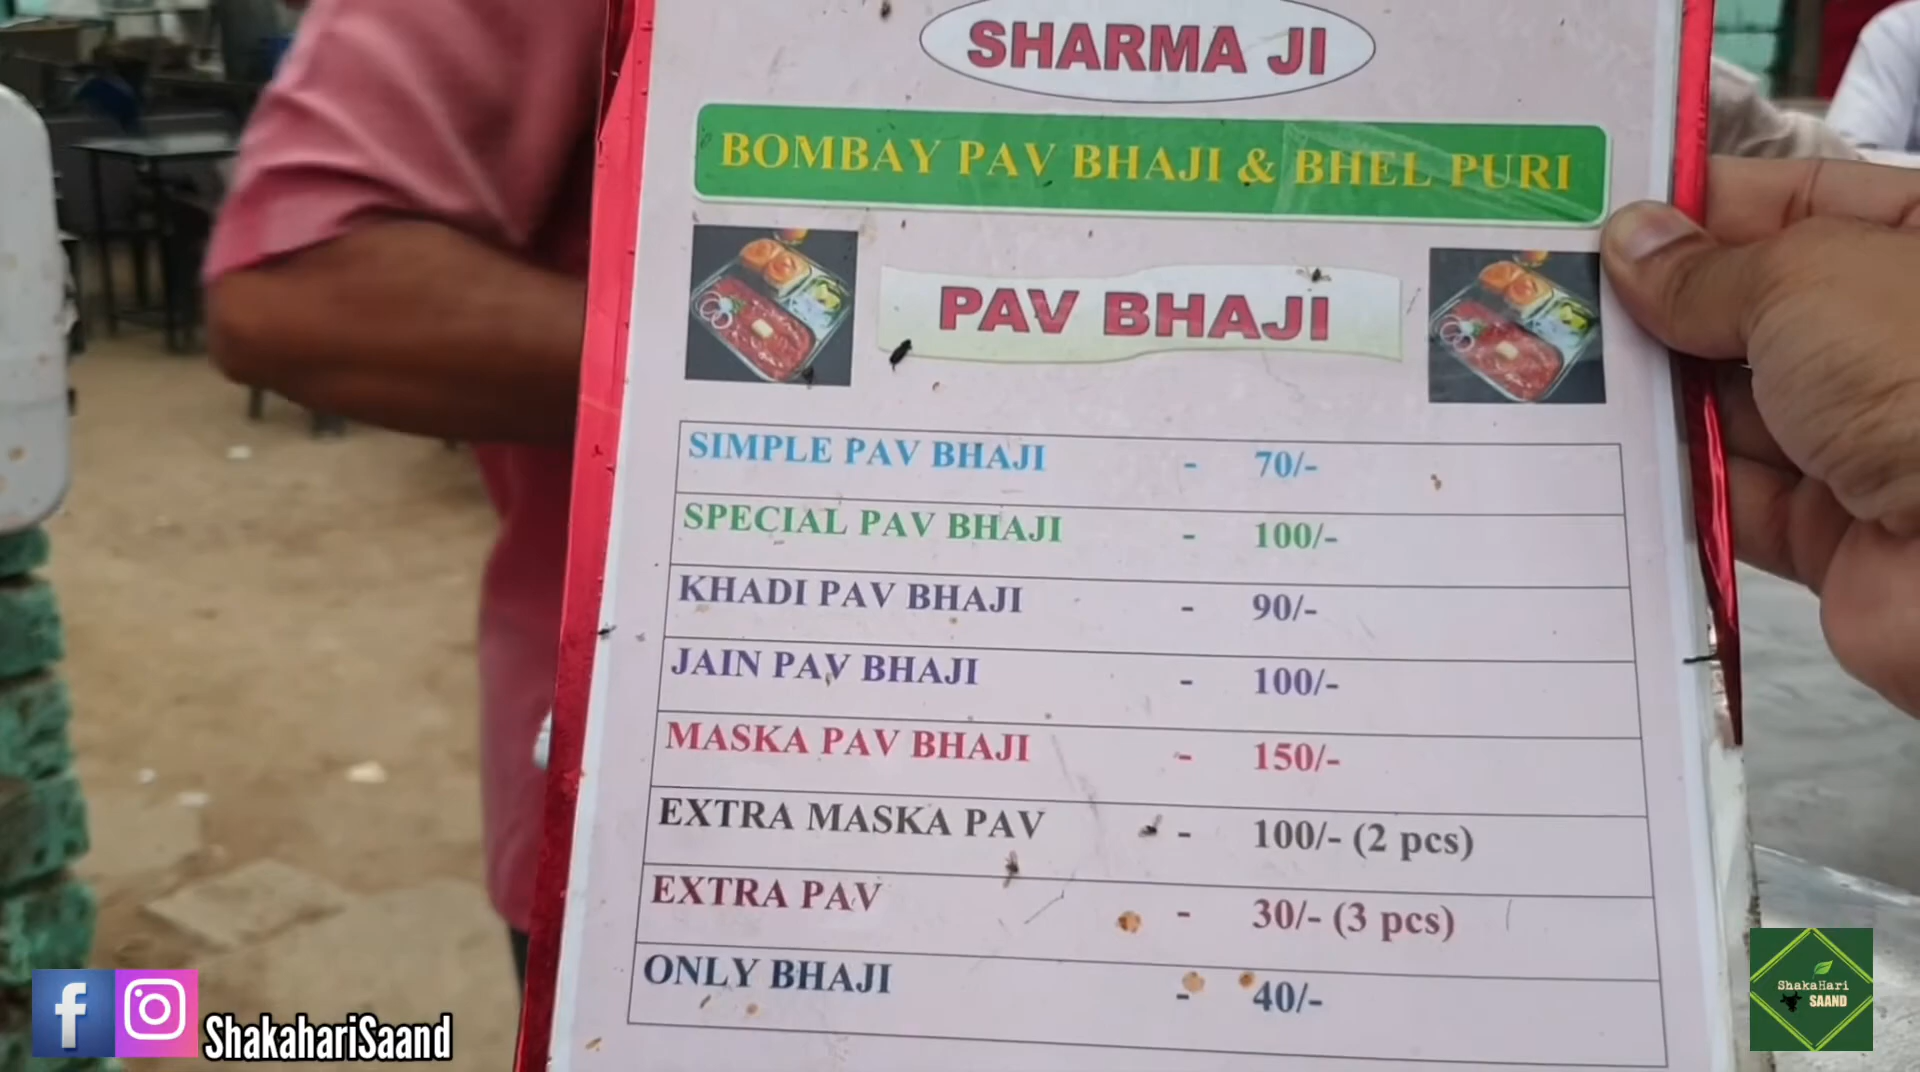 SHARMA JI
BOMBAY PAV BHAJI & BHEL PURI
PAV BHAJI
SIMPLE PAV BHAJI - 70/-
SPECIAL PAV BHAJI - 100/-
KHADI PAV BHAJI - 90/-
JAIN PAV BHAJI - 100/-
MASKA PAV BHAJI - 150/-
EXTRA MASKA PAV - 100/- (2 pcs)
EXTRA PAV - 30/- (3 pcs)
ONLY BHAJI - 40/-
f
ShakahariSaand
ShakaHari
SAAND